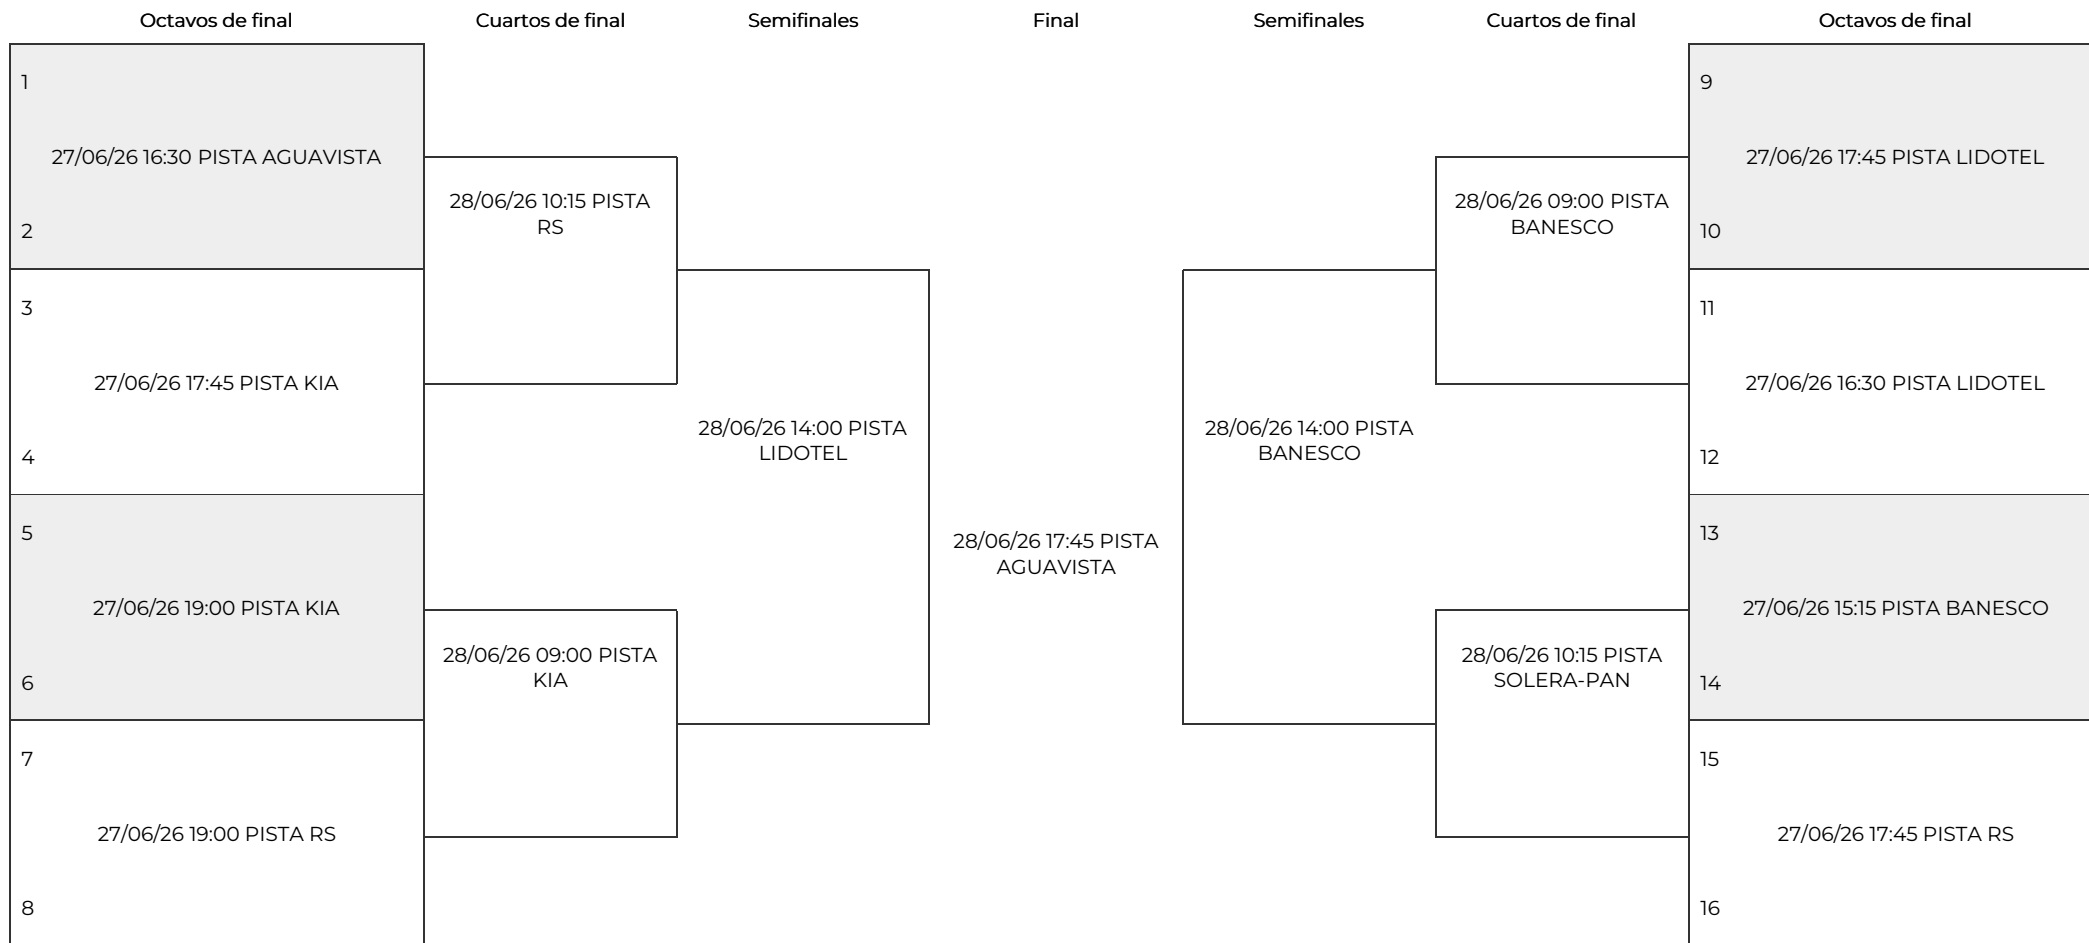 Octavos de final
Cuartos de final
Semifinales
Final
Semifinales
Cuartos de final
Octavos de final
1
27/06/26 16:30 PISTA AGUAVISTA
2
3
27/06/26 17:45 PISTA KIA
4
5
27/06/26 19:00 PISTA KIA
6
7
27/06/26 19:00 PISTA RS
8
28/06/26 10:15 PISTA
RS
28/06/26 09:00 PISTA
KIA
28/06/26 14:00 PISTA
LIDOTEL
28/06/26 17:45 PISTA
AGUAVISTA
28/06/26 14:00 PISTA
BANESCO
28/06/26 09:00 PISTA
BANESCO
28/06/26 10:15 PISTA
SOLERA-PAN
9
27/06/26 17:45 PISTA LIDOTEL
10
11
27/06/26 16:30 PISTA LIDOTEL
12
13
27/06/26 15:15 PISTA BANESCO
14
15
27/06/26 17:45 PISTA RS
16